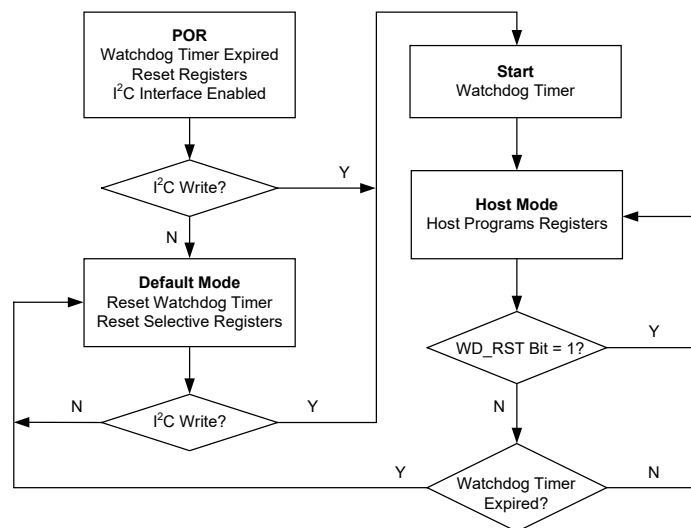 POR
Watchdog Timer Expired
Reset Registers
I²C Interface Enabled
I²C Write?
Y
N
Default Mode
Reset Watchdog Timer
Reset Selective Registers
I²C Write?
N
Y
Start
Watchdog Timer
Host Mode
Host Programs Registers
WD_RST Bit = 1?
Y
N
Watchdog Timer
Expired?
Y
N